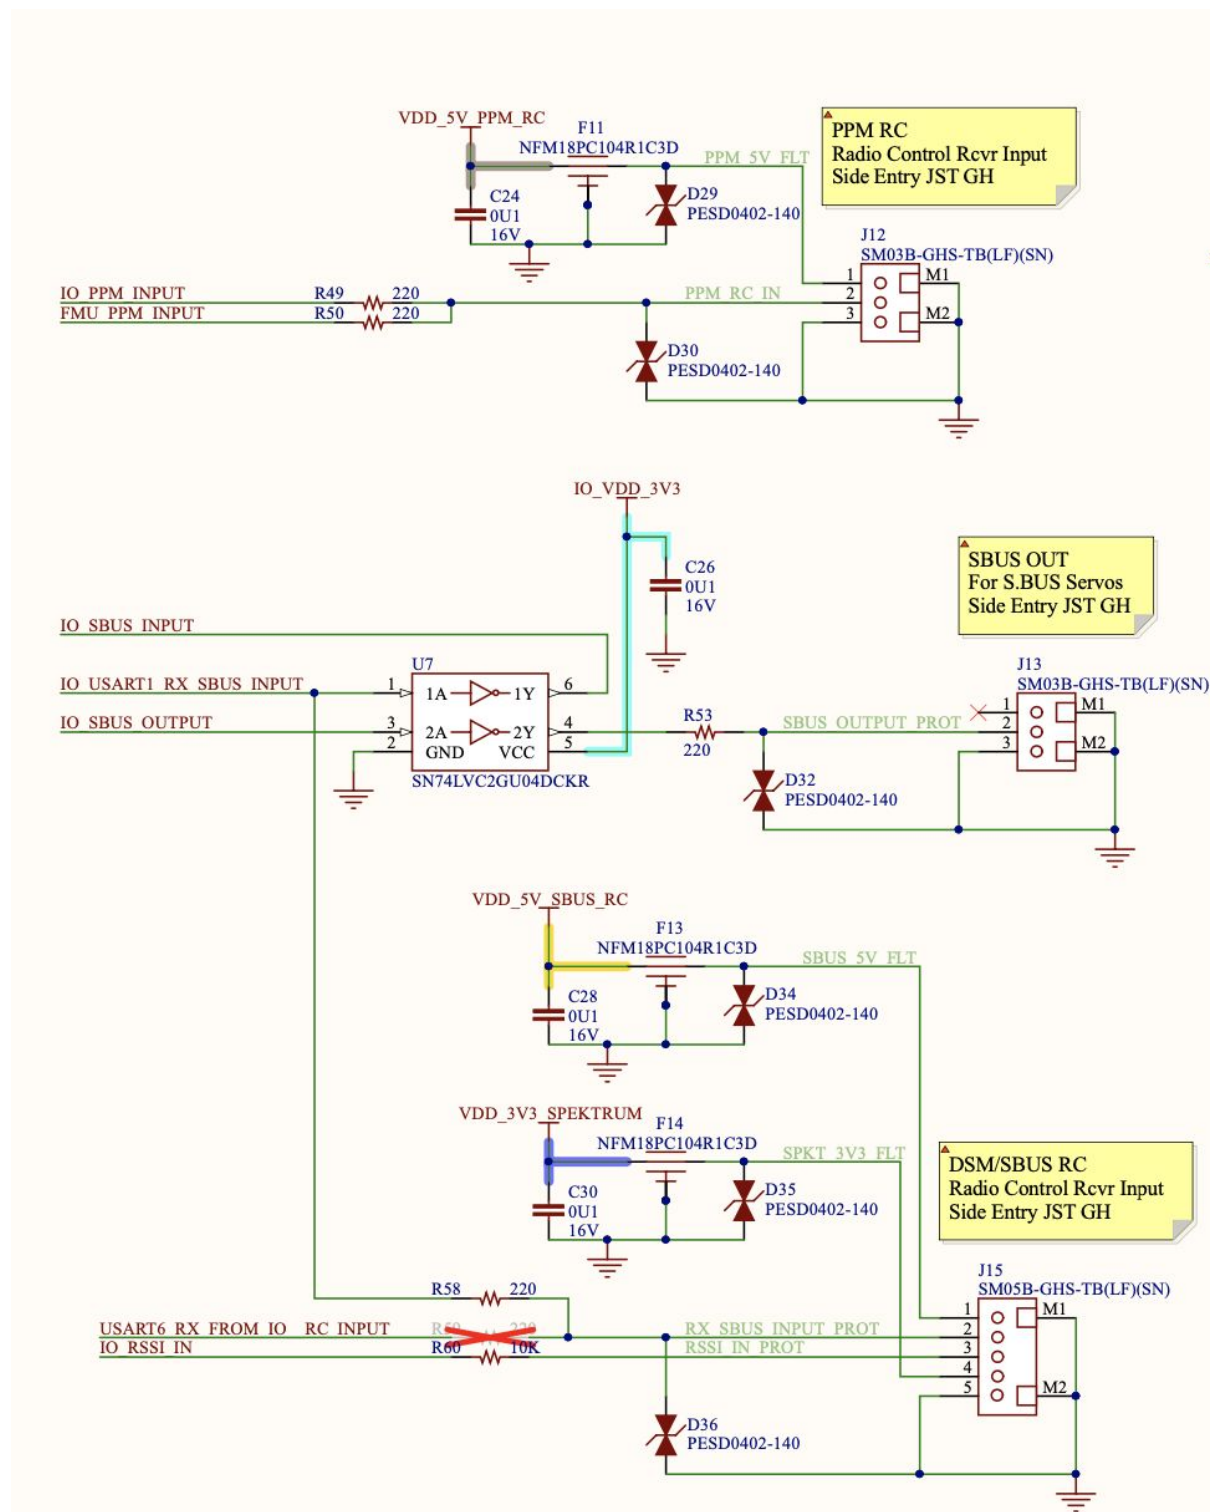 VDD_5V_PPM_RC
F11
NFM18PC104R1C3D
PPM_5V_FLT
PPM RC
Radio Control Rcvr Input
Side Entry JST GH
C24
0U1
16V
D29
PESD0402-140
J12
SM03B-GHS-TB(LF)(SN)
IO_PPM_INPUT
R49
220
PPM_RC_IN
1
M1
2
FMU_PPM_INPUT
R50
220
3
M2
D30
PESD0402-140
IO_VDD_3V3
C26
0U1
16V
SBUS OUT
For S.BUS Servos
Side Entry JST GH
IO_SBUS_INPUT
U7
J13
SM03B-GHS-TB(LF)(SN)
IO_USART1_RX_SBUS_INPUT
1
1A
1Y
6
IO_SBUS_OUTPUT
3
2A
2Y
4
2
GND
VCC
5
SN74LVC2GU04DCKR
R53
220
SBUS_OUTPUT_PROT
1
M1
2
3
M2
D32
PESD0402-140
VDD_5V_SBUS_RC
F13
NFM18PC104R1C3D
SBUS_5V_FLT
C28
0U1
16V
D34
PESD0402-140
VDD_3V3_SPEKTRUM
F14
NFM18PC104R1C3D
SPKT_3V3_FLT
DSM/SBUS RC
Radio Control Rcvr Input
Side Entry JST GH
C30
0U1
16V
D35
PESD0402-140
J15
SM05B-GHS-TB(LF)(SN)
R58
220
1
M1
USART6_RX_FROM_IO__RC_INPUT
RX_SBUS_INPUT_PROT
2
IO_RSSI_IN
R60
10K
RSSI_IN_PROT
3
4
5
M2
D36
PESD0402-140